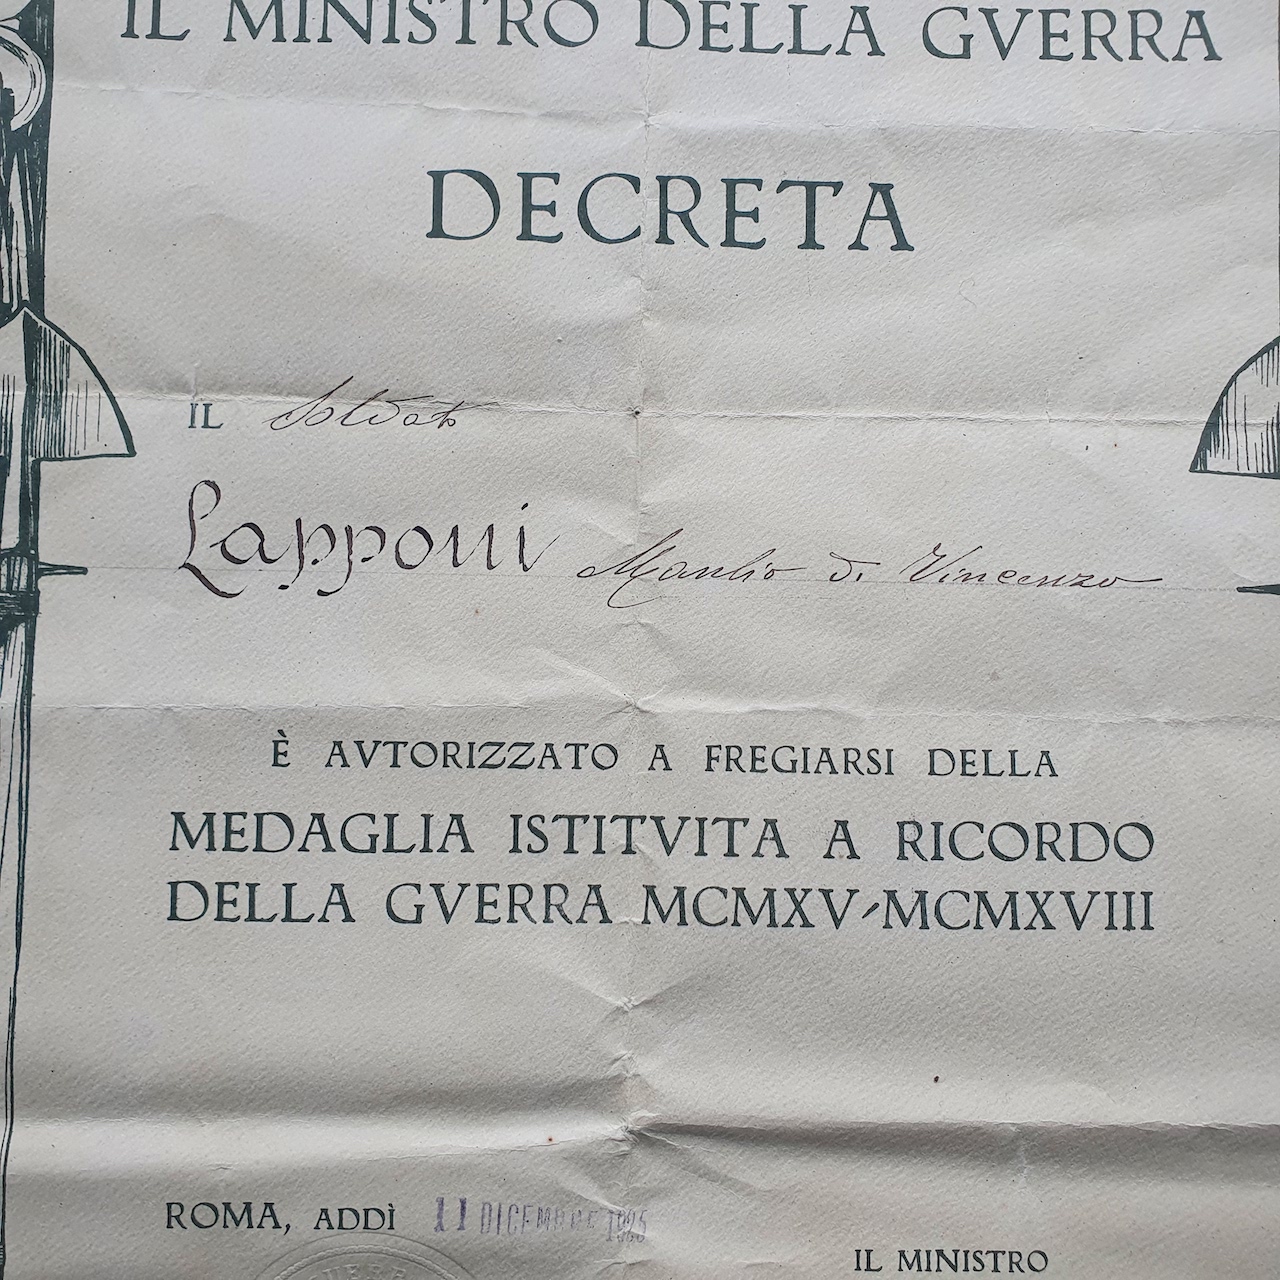 IL MINISTRO DELLA GVERRA
DECRETA
IL Soldato
Lapponi Manlio di Vincenzo
È AVTORIZZATO A FREGIARSI DELLA
MEDAGLIA ISTITVITA A RICORDO
DELLA GVERRA MCMXV-MCMXVIII
ROMA, ADDÌ 11 DICEMBRE
IL MINISTRO